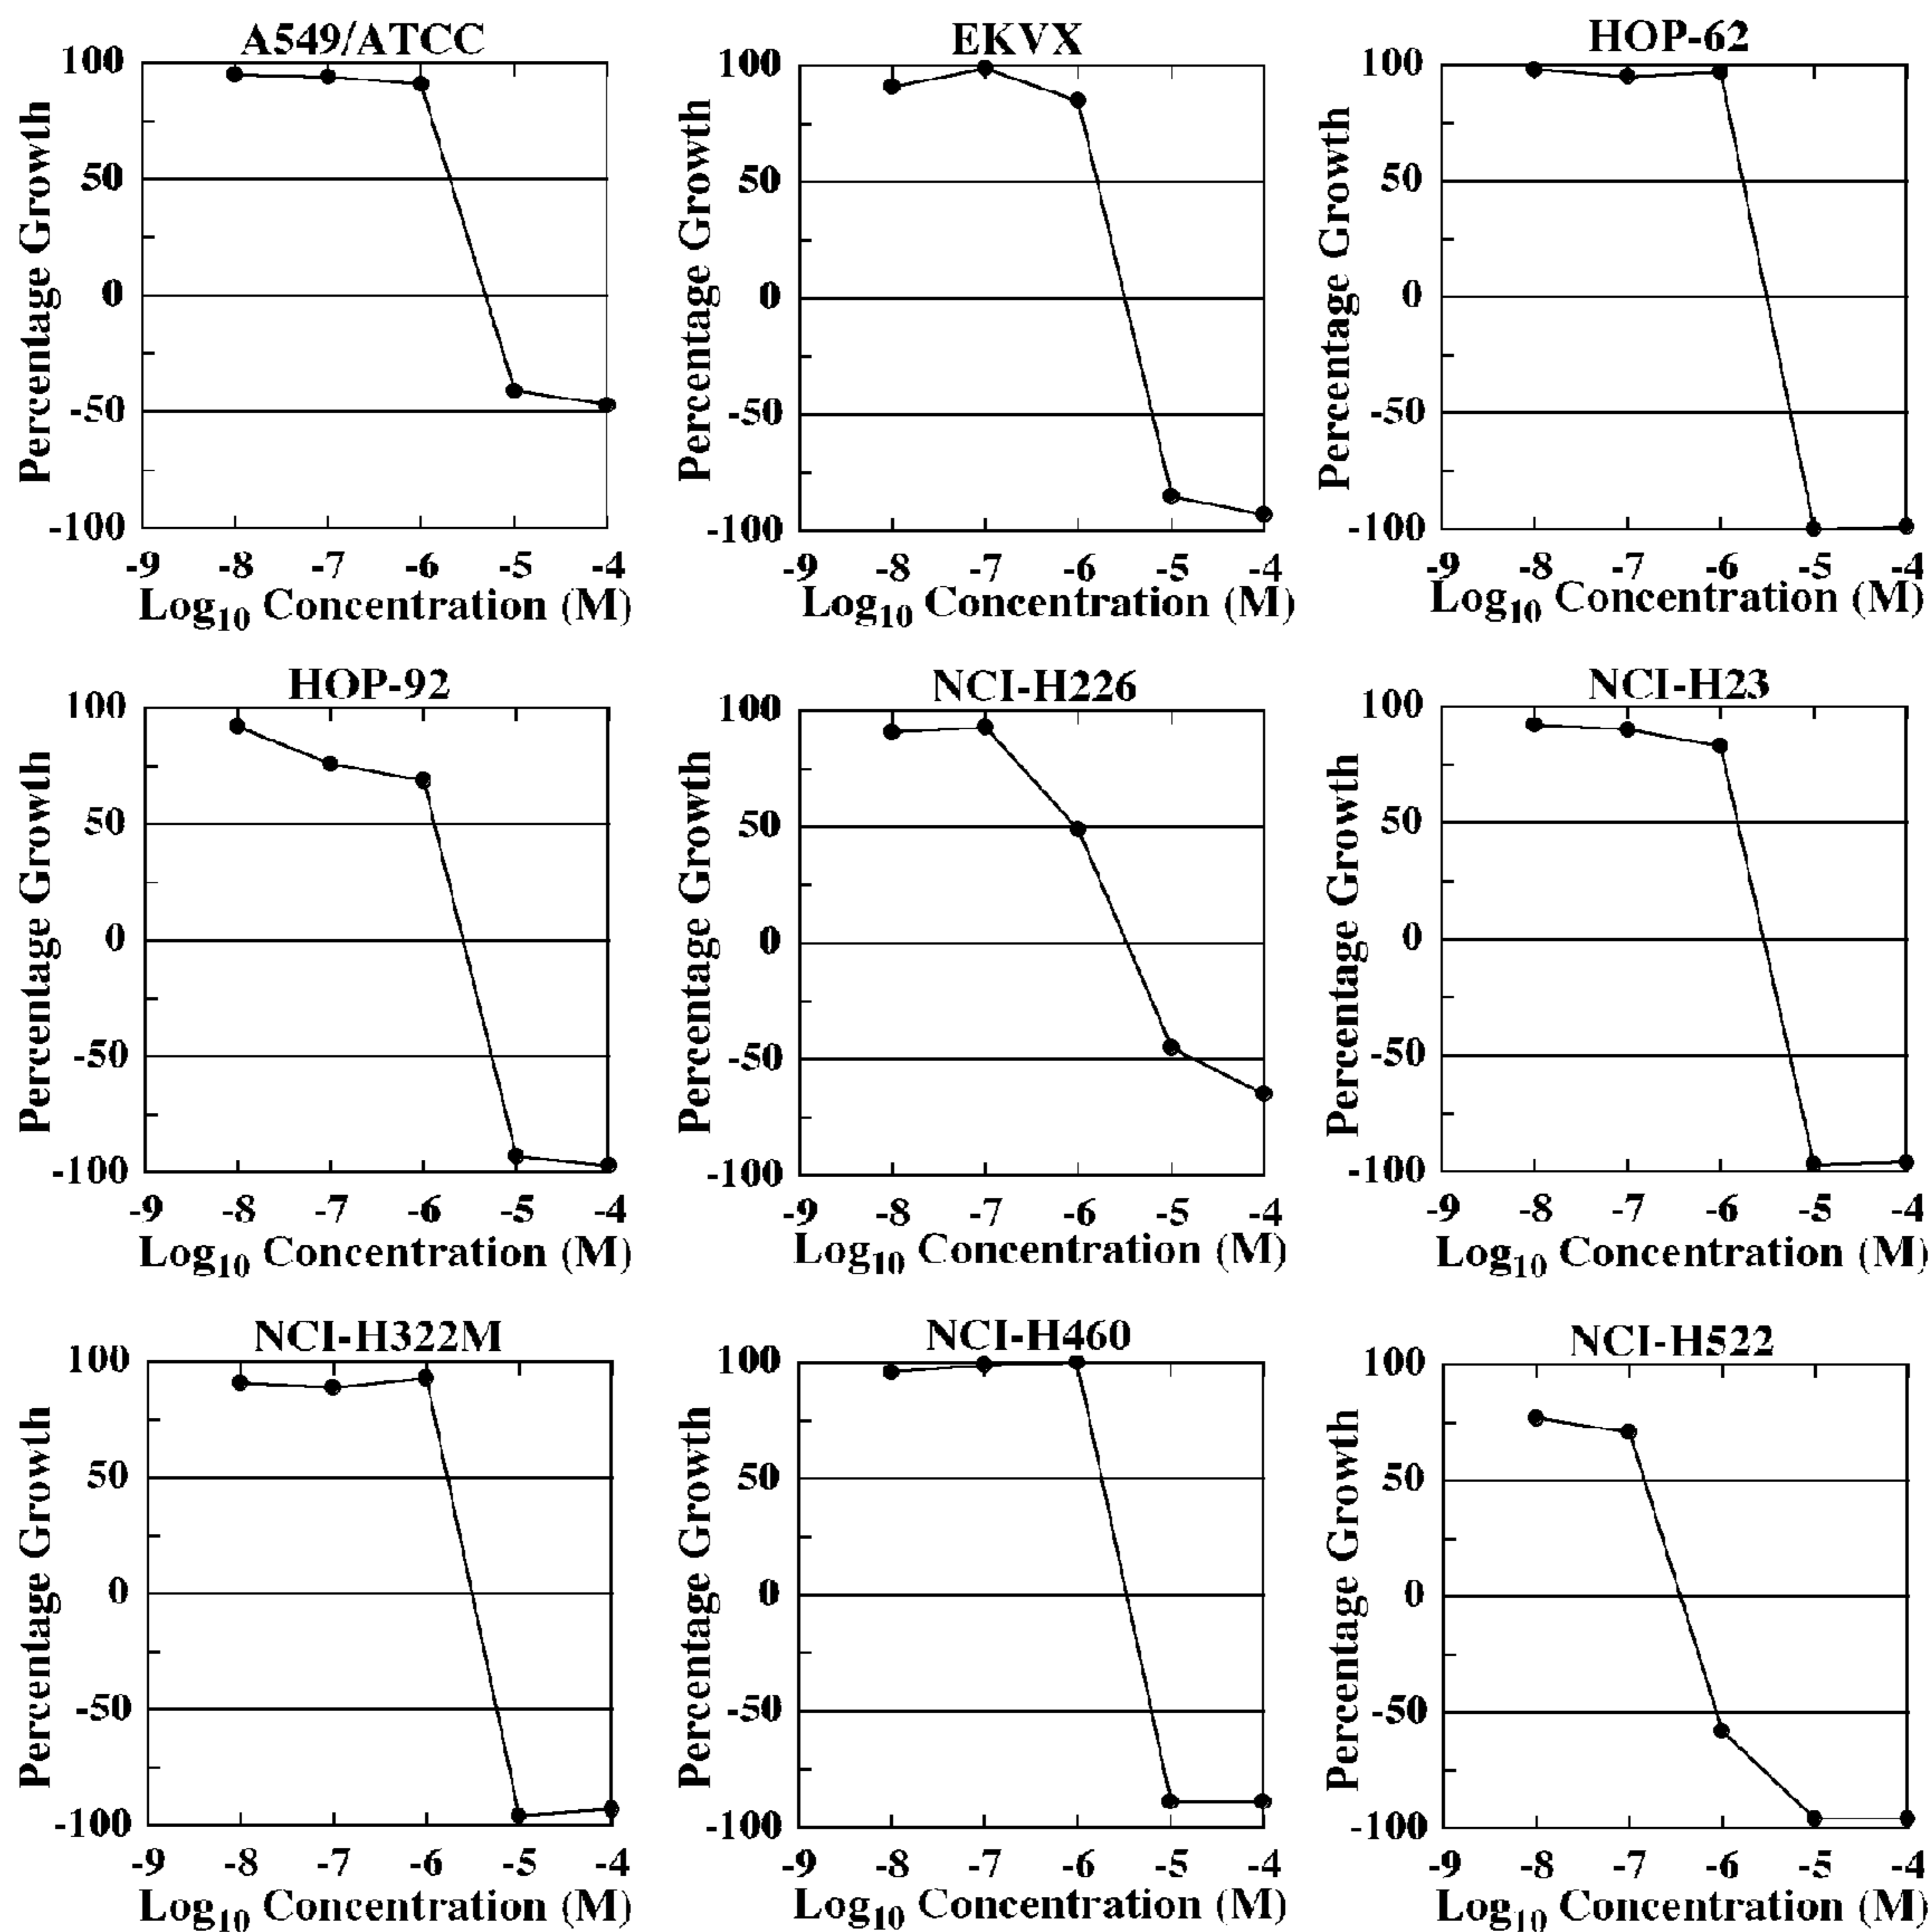 A549/ATCC
Percentage Growth
100
50
0
-50
-100
-9 -8 -7 -6 -5 -4
Log10 Concentration (M)
EKVX
Percentage Growth
100
50
0
-50
-100
-9 -8 -7 -6 -5 -4
Log10 Concentration (M)
HOP-62
Percentage Growth
100
50
0
-50
-100
-9 -8 -7 -6 -5 -4
Log10 Concentration (M)
HOP-92
Percentage Growth
100
50
0
-50
-100
-9 -8 -7 -6 -5 -4
Log10 Concentration (M)
NCI-H226
Percentage Growth
100
50
0
-50
-100
-9 -8 -7 -6 -5 -4
Log10 Concentration (M)
NCI-H23
Percentage Growth
100
50
0
-50
-100
-9 -8 -7 -6 -5 -4
Log10 Concentration (M)
NCI-H322M
Percentage Growth
100
50
0
-50
-100
-9 -8 -7 -6 -5 -4
Log10 Concentration (M)
NCI-H460
Percentage Growth
100
50
0
-50
-100
-9 -8 -7 -6 -5 -4
Log10 Concentration (M)
NCI-H522
Percentage Growth
100
50
0
-50
-100
-9 -8 -7 -6 -5 -4
Log10 Concentration (M)